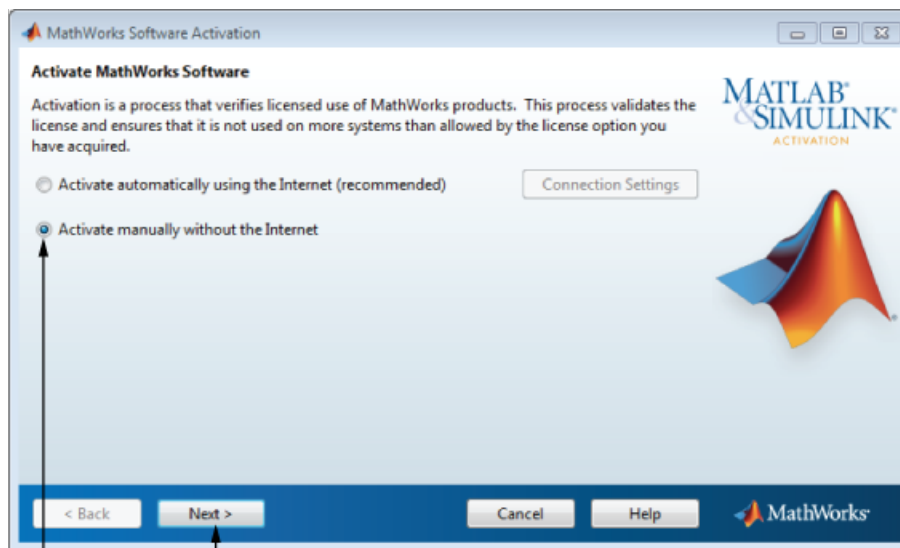 MathWorks Software Activation
Activate MathWorks Software
Activation is a process that verifies licensed use of MathWorks products. This process validates the
license and ensures that it is not used on more systems than allowed by the license option you
have acquired.
MATLAB®
&SIMULINK®
ACTIVATION
Activate automatically using the Internet (recommended)
Connection Settings
Activate manually without the Internet
< Back
Next >
Cancel
Help
MathWorks®